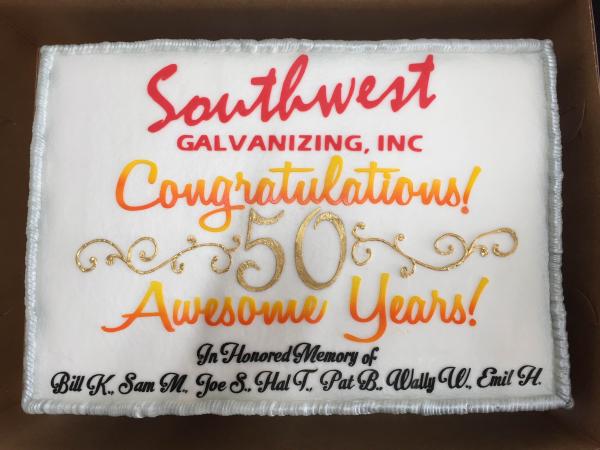 Southwest
GALVANIZING, INC
Congratulations!
50
Awesome Years!
In Honored Memory of
Bill K., Sam M., Joe S., Hal T., Pat B., Wally W., Emil H.